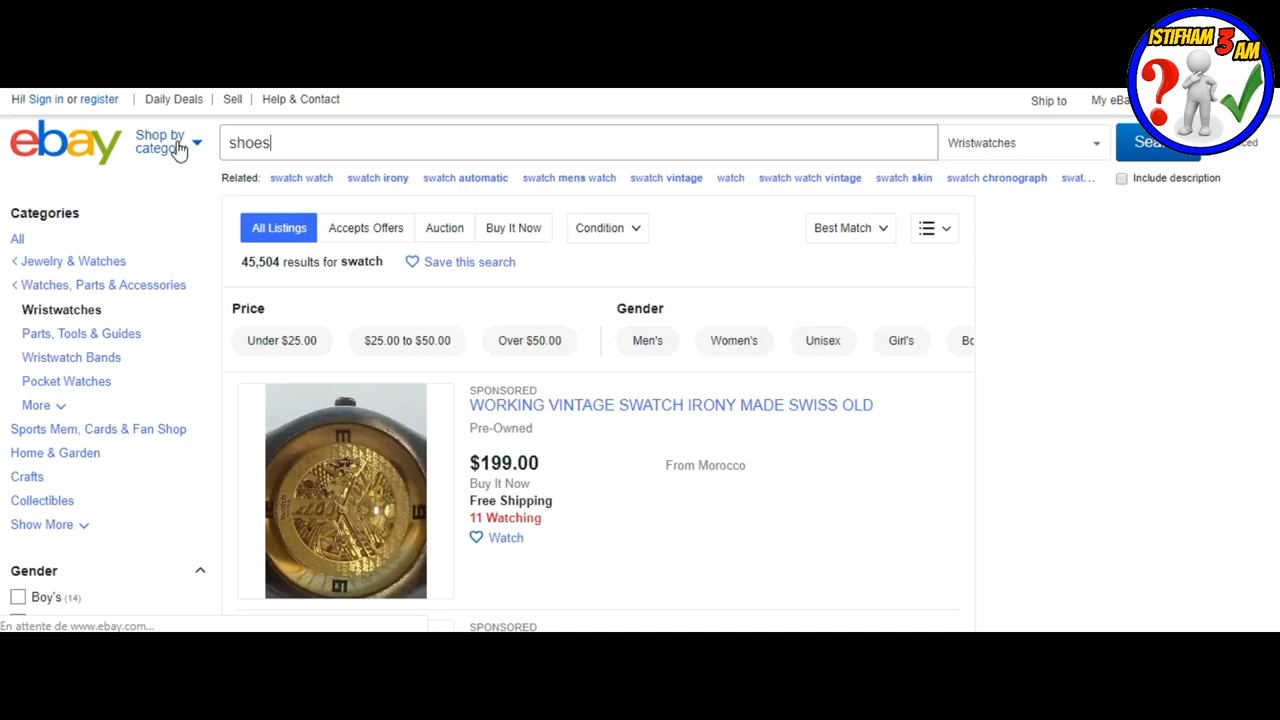 ISTIFHAM 3 AM
Hi! Sign in or register
Daily Deals
Sell
Help & Contact
Ship to
My
ebay
Shop by
shoes
Wristwatches
Related:
swatch watch
swatch irony
swatch automatic
swatch mens watch
swatch vintage
watch
swatch watch vintage
swatch skin
swatch chronograph
swat...
Include description
Categories
All
Jewelry & Watches
Watches, Parts & Accessories
Wristwatches
Parts, Tools & Guides
Wristwatch Bands
Pocket Watches
More
Sports Mem, Cards & Fan Shop
Home & Garden
Crafts
Collectibles
Show More
Gender
Boy's (14)
En attente de www.ebay.com...
All Listings
Accepts Offers
Auction
Buy It Now
Condition
Best Match
45,504 results for swatch
Save this search
Price
Under $25.00
$25.00 to $50.00
Over $50.00
Gender
Men's
Women's
Unisex
Girl's
SPONSORED
WORKING VINTAGE SWATCH IRONY MADE SWISS OLD
Pre-Owned
$199.00
From Morocco
Buy It Now
Free Shipping
11 Watching
Watch
SPONSORED